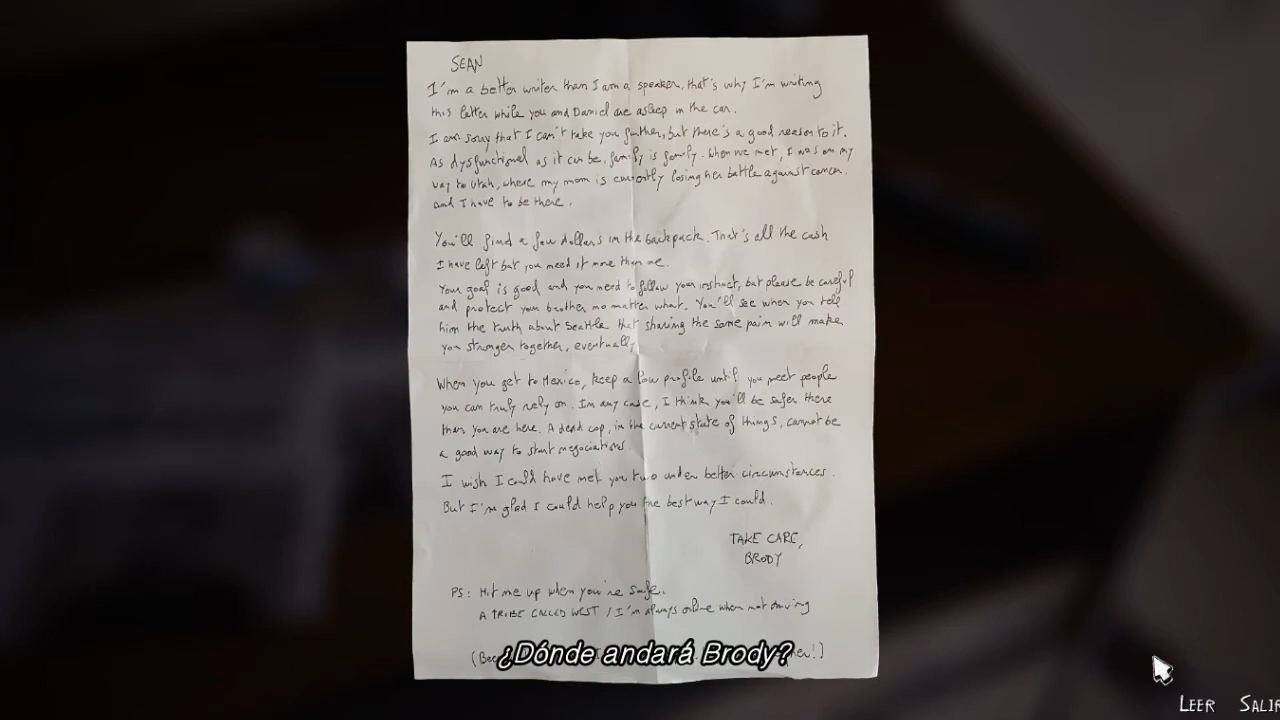 SEAN
I'm a better writer than I am a speaker, that's why I'm writing
this letter while you and Daniel are asleep in the car.
I am sorry that I can't take you further, but there's a good reason to it.
As dysfunctional as it can be, family is family. When we met, I was on my
way to Utah, where my mom is currently losing her battle against cancer.
and I have to be there.
You'll find a few dollars in the backpack. That's all the cash
I have left but you need it more than me.
Your goal is good and you need to follow your instinct, but please be careful
and protect your brother no matter what. You'll see when you tell
him the truth about Seattle that sharing the same pain will make
you stronger together, eventually.
When you get to Mexico, keep a low profile until you meet people
you can truly rely on. In any case, I think you'll be safer there
than you are here. A dead cop, in the current state of things, cannot be
a good way to start negociations.
I wish I could have met you two under better circumstances.
But I'm glad I could help you the best way I could.
TAKE CARE,
BRODY
PS: Hit me up when you're safe.
A TRIBE CALLED WEST / I'm always online when not driving
¿Dónde andará Brody?
LEER SALIR